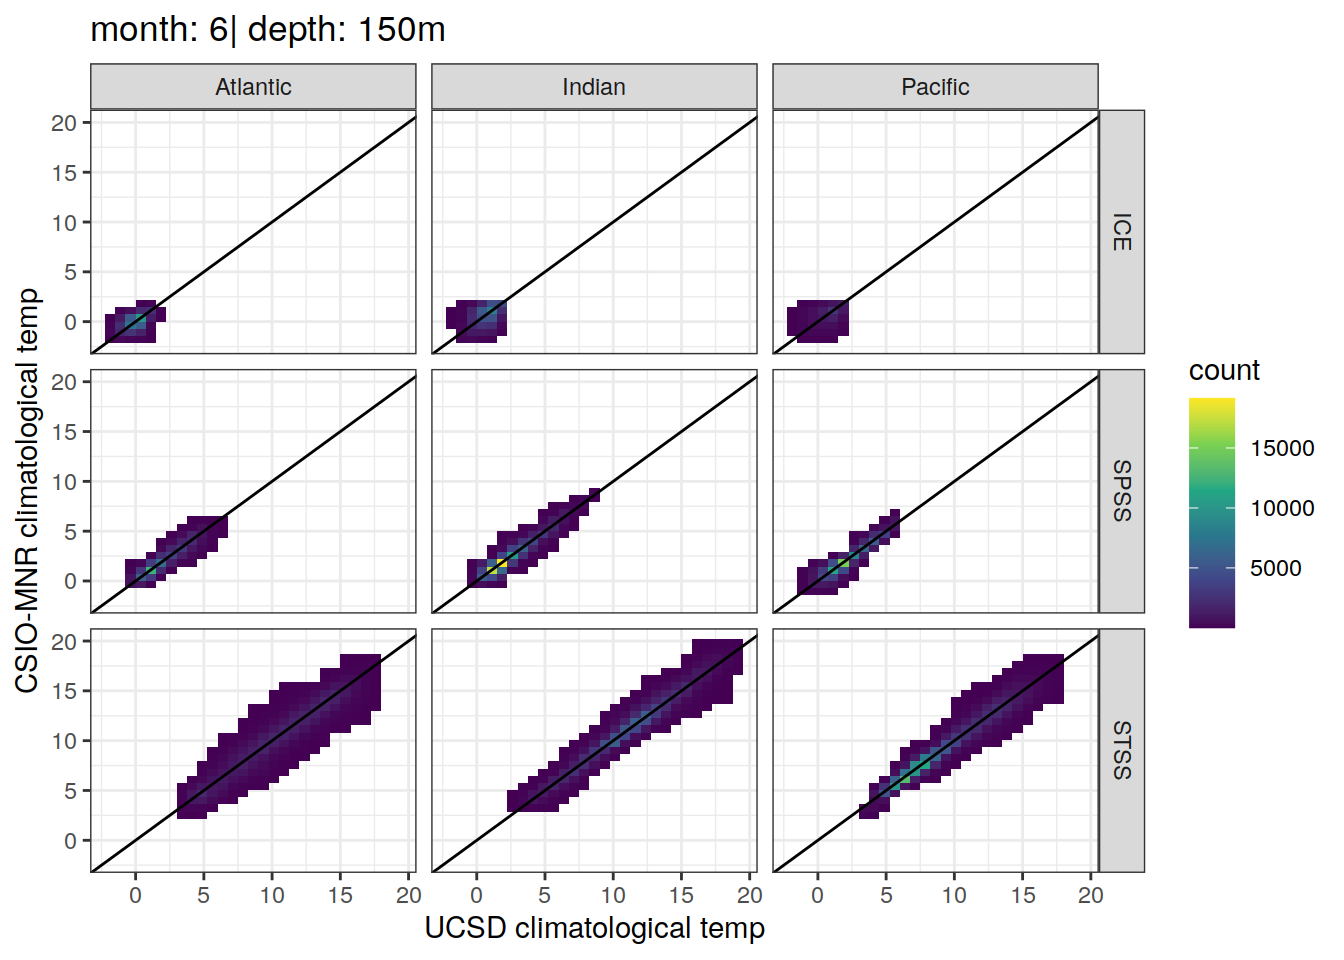 month: 6| depth: 150m
Atlantic
Indian
Pacific
20
15
10
5
0
ICE
20
15
10
5
0
SPSS
20
15
10
5
0
STSS
0 5 10 15 20
0 5 10 15 20
0 5 10 15 20
UCSD climatological temp
CSIO-MNR climatological temp
count
15000
10000
5000